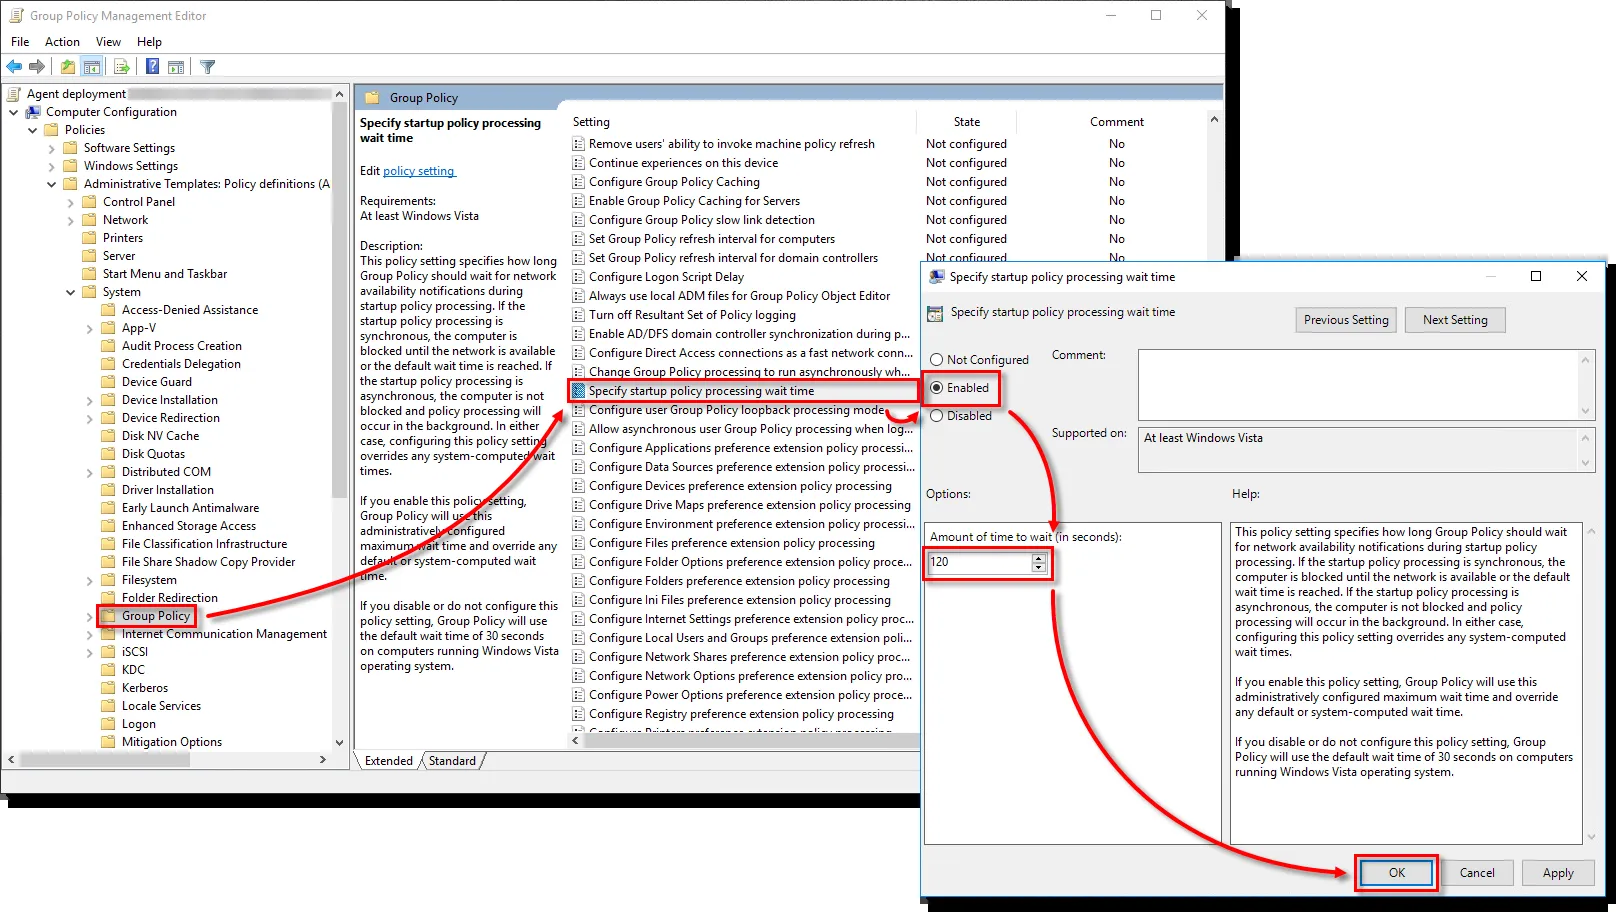 Group Policy Management Editor
File Action View Help
Agent deployment
Computer Configuration
Policies
Software Settings
Windows Settings
Administrative Templates: Policy definitions (A
Control Panel
Network
Printers
Server
Start Menu and Taskbar
System
Access-Denied Assistance
App-V
Audit Process Creation
Credentials Delegation
Device Guard
Device Installation
Device Redirection
Disk NV Cache
Disk Quotas
Distributed COM
Driver Installation
Early Launch Antimalware
Enhanced Storage Access
File Classification Infrastructure
File Share Shadow Copy Provider
Filesystem
Folder Redirection
Group Policy
Internet Communication Management
iSCSI
KDC
Kerberos
Locale Services
Logon
Mitigation Options
Group Policy
Specify startup policy processing
wait time
Edit policy setting
Requirements:
At least Windows Vista
Description:
This policy setting specifies how long
Group Policy should wait for network
availability notifications during
startup policy processing. If the
startup policy processing is
synchronous, the computer is
blocked until the network is available
or the default wait time is reached. If
the startup policy processing is
asynchronous, the computer is not
blocked and policy processing will
occur in the background. In either
case, configuring this policy setting
overrides any system-computed wait
times.
If you enable this policy setting,
Group Policy will use this
administratively configured
maximum wait time and override any
default or system-computed wait
time.
If you disable or do not configure this
policy setting, Group Policy will use
the default wait time of 30 seconds
on computers running Windows Vista
operating system.
Setting State Comment
Remove users' ability to invoke machine policy refresh Not configured No
Continue experiences on this device Not configured No
Configure Group Policy Caching Not configured No
Enable Group Policy Caching for Servers Not configured No
Configure Group Policy slow link detection Not configured No
Set Group Policy refresh interval for computers Not configured No
Set Group Policy refresh interval for domain controllers Not configured No
Configure Logon Script Delay
Always use local ADM files for Group Policy Object Editor
Turn off Resultant Set of Policy logging
Enable AD/DFS domain controller synchronization during p...
Configure Direct Access connections as a fast network conn...
Change Group Policy processing to run asynchronously wh...
Specify startup policy processing wait time
Configure user Group Policy loopback processing mode
Allow asynchronous user Group Policy processing when log...
Configure Applications preference extension policy processi...
Configure Data Sources preference extension policy processi...
Configure Devices preference extension policy processing
Configure Drive Maps preference extension policy processing
Configure Environment preference extension policy processi...
Configure Files preference extension policy processing
Configure Folder Options preference extension policy proce...
Configure Folders preference extension policy processing
Configure Ini Files preference extension policy processing
Configure Internet Settings preference extension policy proc...
Configure Local Users and Groups preference extension poli...
Configure Network Shares preference extension policy proc...
Configure Network Options preference extension policy pro...
Configure Power Options preference extension policy proce...
Configure Registry preference extension policy processing
Configure Printers preference extension policy processing
Extended Standard
Specify startup policy processing wait time
Specify startup policy processing wait time
Previous Setting Next Setting
Not Configured
Enabled
Disabled
Comment:
Supported on:
At least Windows Vista
Options:
Help:
Amount of time to wait (in seconds):
120
This policy setting specifies how long Group Policy should wait
for network availability notifications during startup policy
processing. If the startup policy processing is synchronous, the
computer is blocked until the network is available or the default
wait time is reached. If the startup policy processing is
asynchronous, the computer is not blocked and policy
processing will occur in the background. In either case,
configuring this policy setting overrides any system-computed
wait times.
If you enable this policy setting, Group Policy will use this
administratively configured maximum wait time and override
any default or system-computed wait time.
If you disable or do not configure this policy setting, Group
Policy will use the default wait time of 30 seconds on computers
running Windows Vista operating system.
OK Cancel Apply